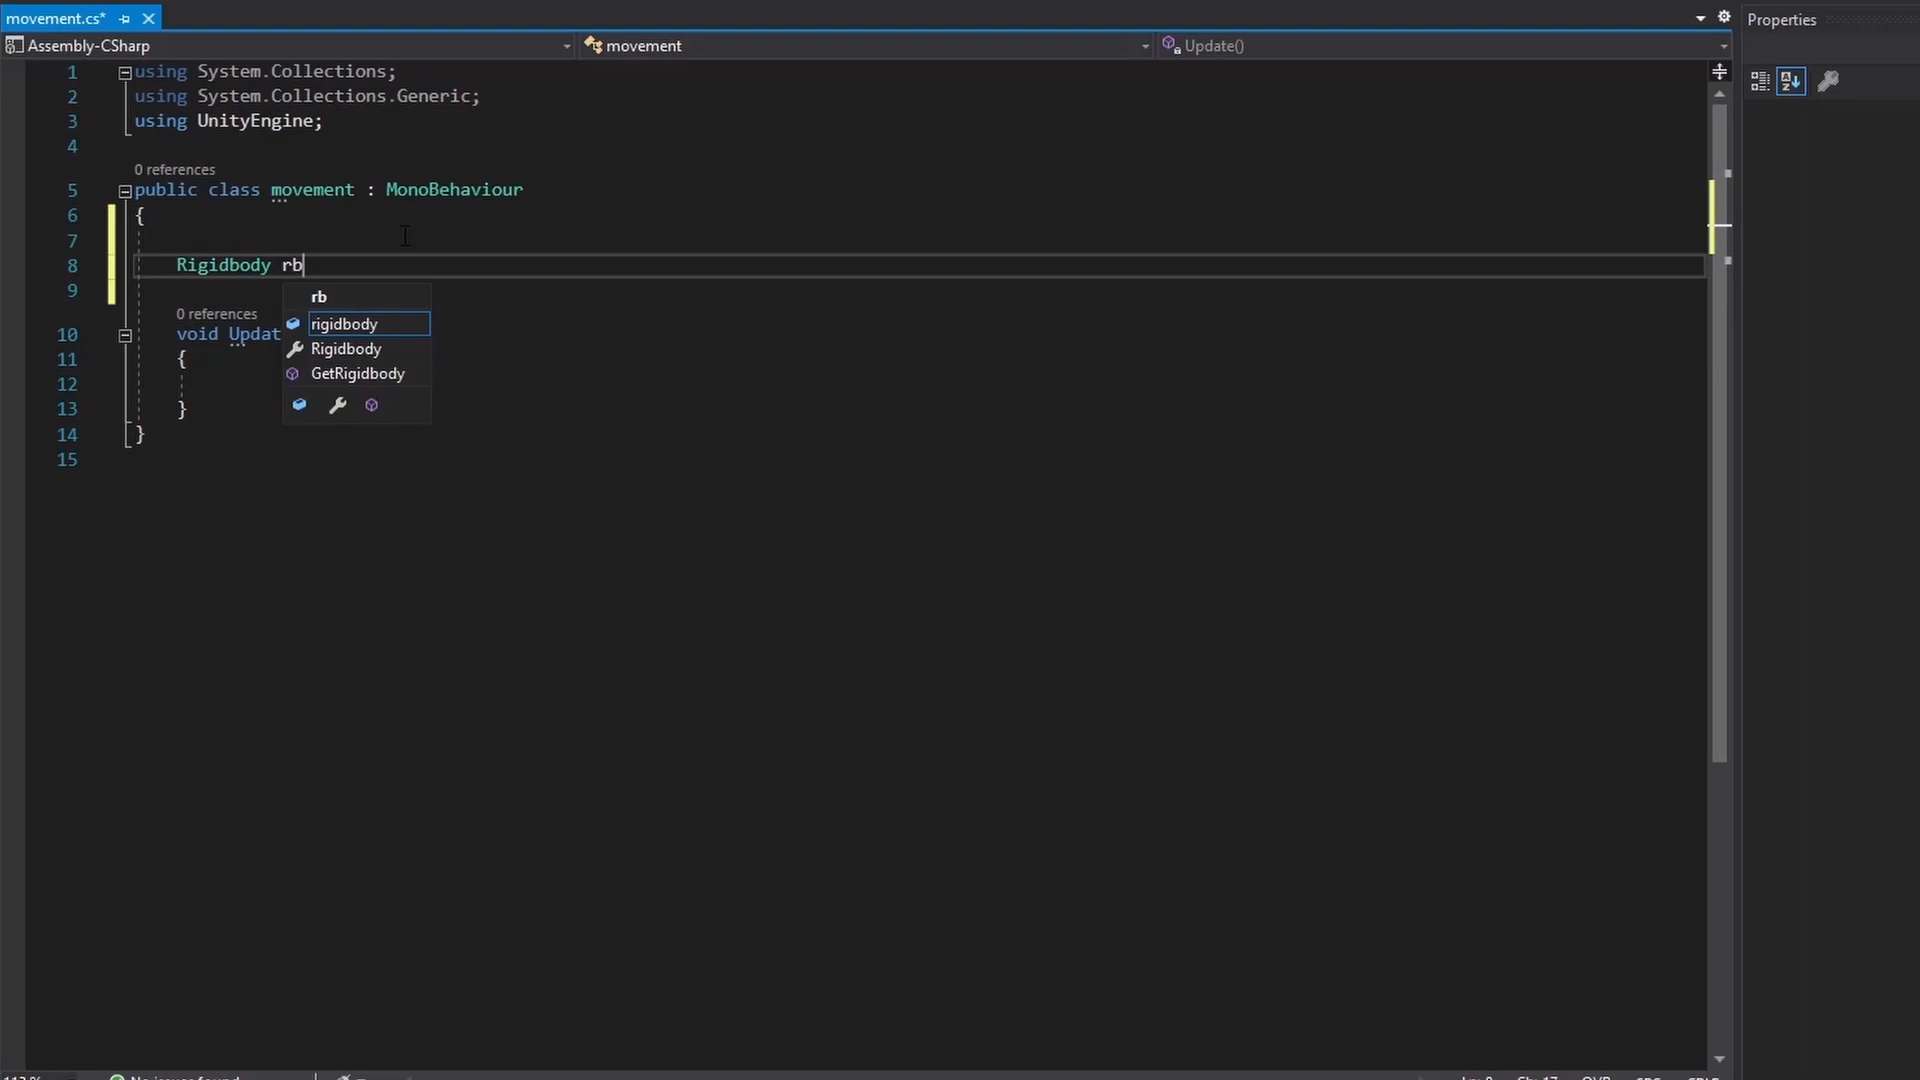 movement.cs*
Properties
Assembly-CSharp
movement
Update()
1 using System.Collections;
2 using System.Collections.Generic;
3 using UnityEngine;
4
0 references
5 public class movement : MonoBehaviour
6 {
7
8 Rigidbody rb
9
rb
0 references
rigidbody
10 void Updat
Rigidbody
11 {
GetRigidbody
12
13 }
14 }
15